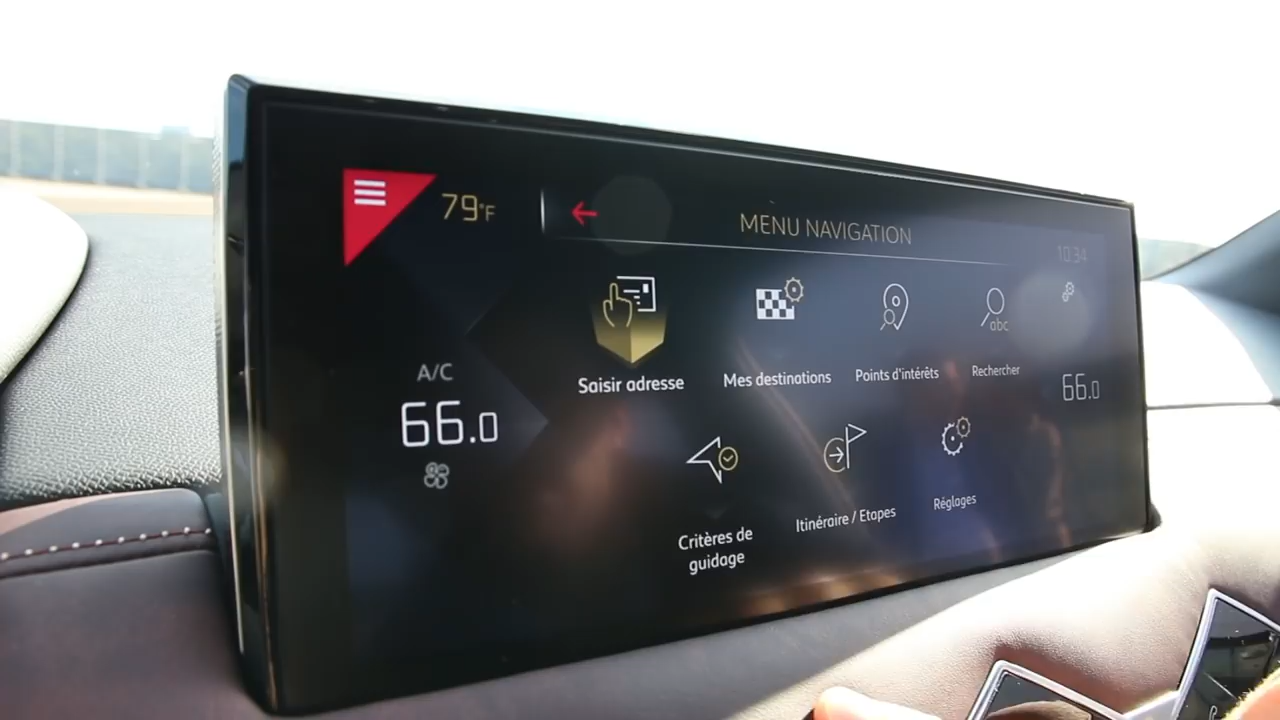 79°F
MENU NAVIGATION
10:34
abc
Saisir adresse
Mes destinations
Points d'intérêts
Rechercher
A/C
66.0
66.0
Critères de
guidage
Itinéraire / Etapes
Réglages